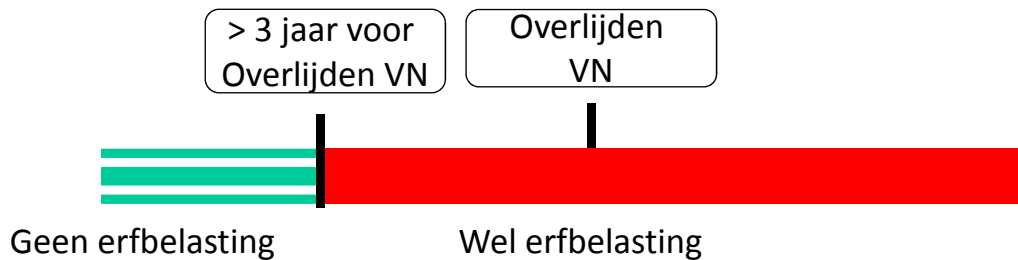 > 3 jaar voor
Overlijden VN
Overlijden
VN
Geen erfbelasting
Wel erfbelasting